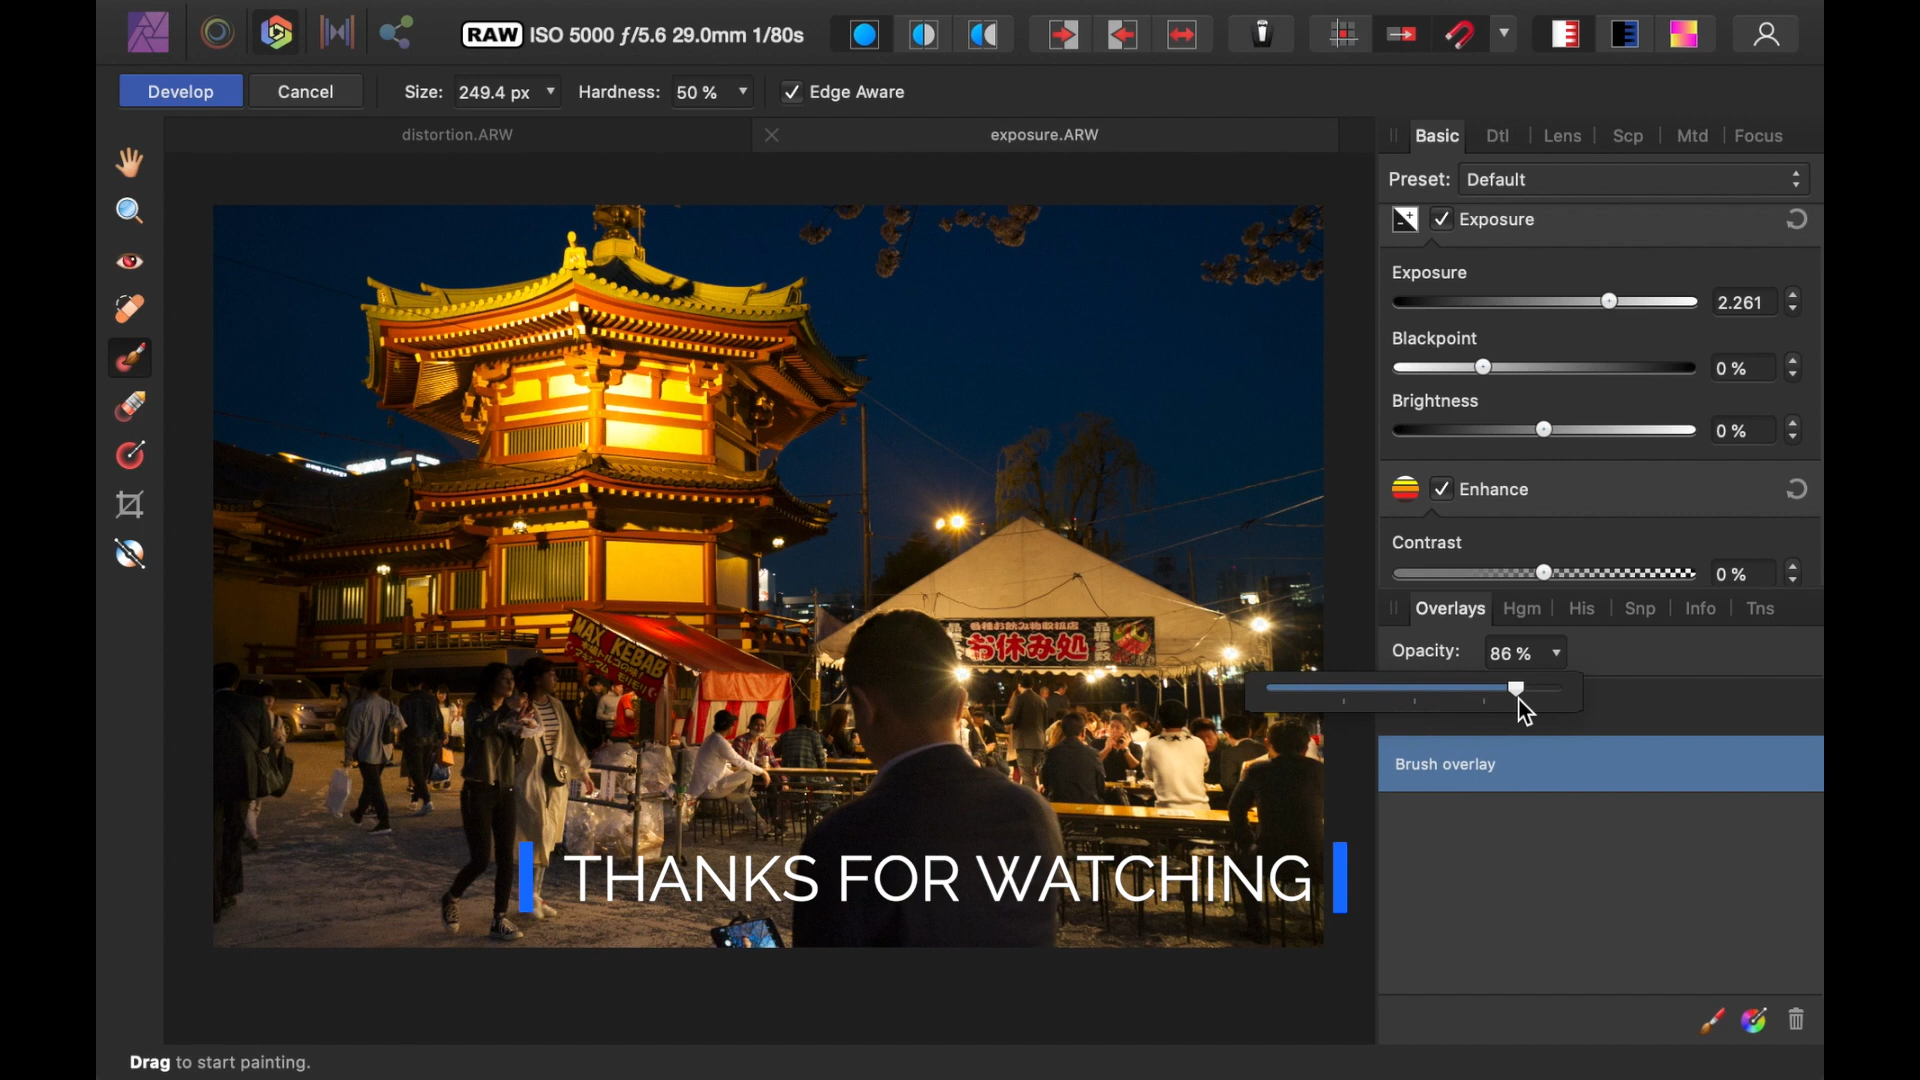 RAW ISO 5000 ƒ/5.6 29.0mm 1/80s
Develop Cancel Size: 249.4 px Hardness: 50 % Edge Aware
distortion.ARW exposure.ARW
Basic Dtl Lens Scp Mtd Focus
Preset: Default
Exposure
Exposure
2.261
Blackpoint
0 %
Brightness
0 %
Enhance
Contrast
0 %
Overlays Hgm His Snp Info Tns
Opacity: 86 %
Brush overlay
MAX KEBAB
お休み処
THANKS FOR WATCHING
Drag to start painting.